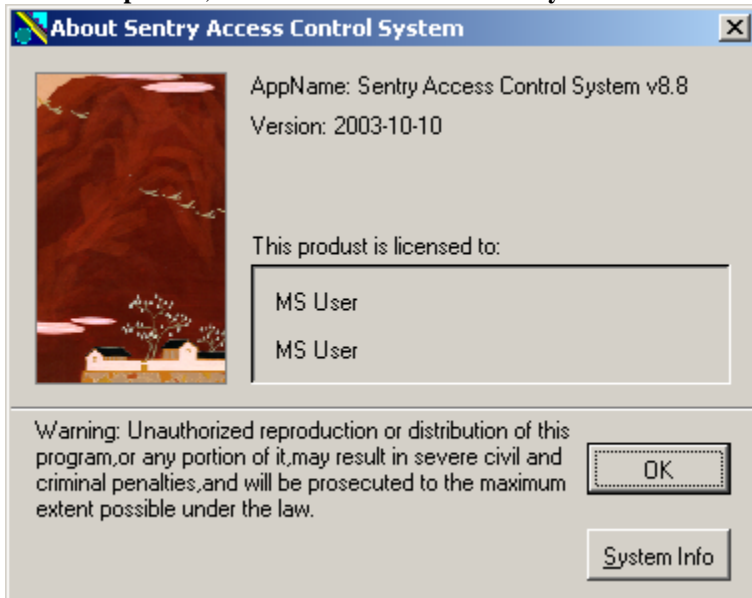 About Sentry Access Control System
AppName: Sentry Access Control System v8.8
Version: 2003-10-10
This produst is licensed to:
MS User
MS User
Warning: Unauthorized reproduction or distribution of this
program,or any portion of it,may result in severe civil and
criminal penalties,and will be prosecuted to the maximum
extent possible under the law.
OK
System Info